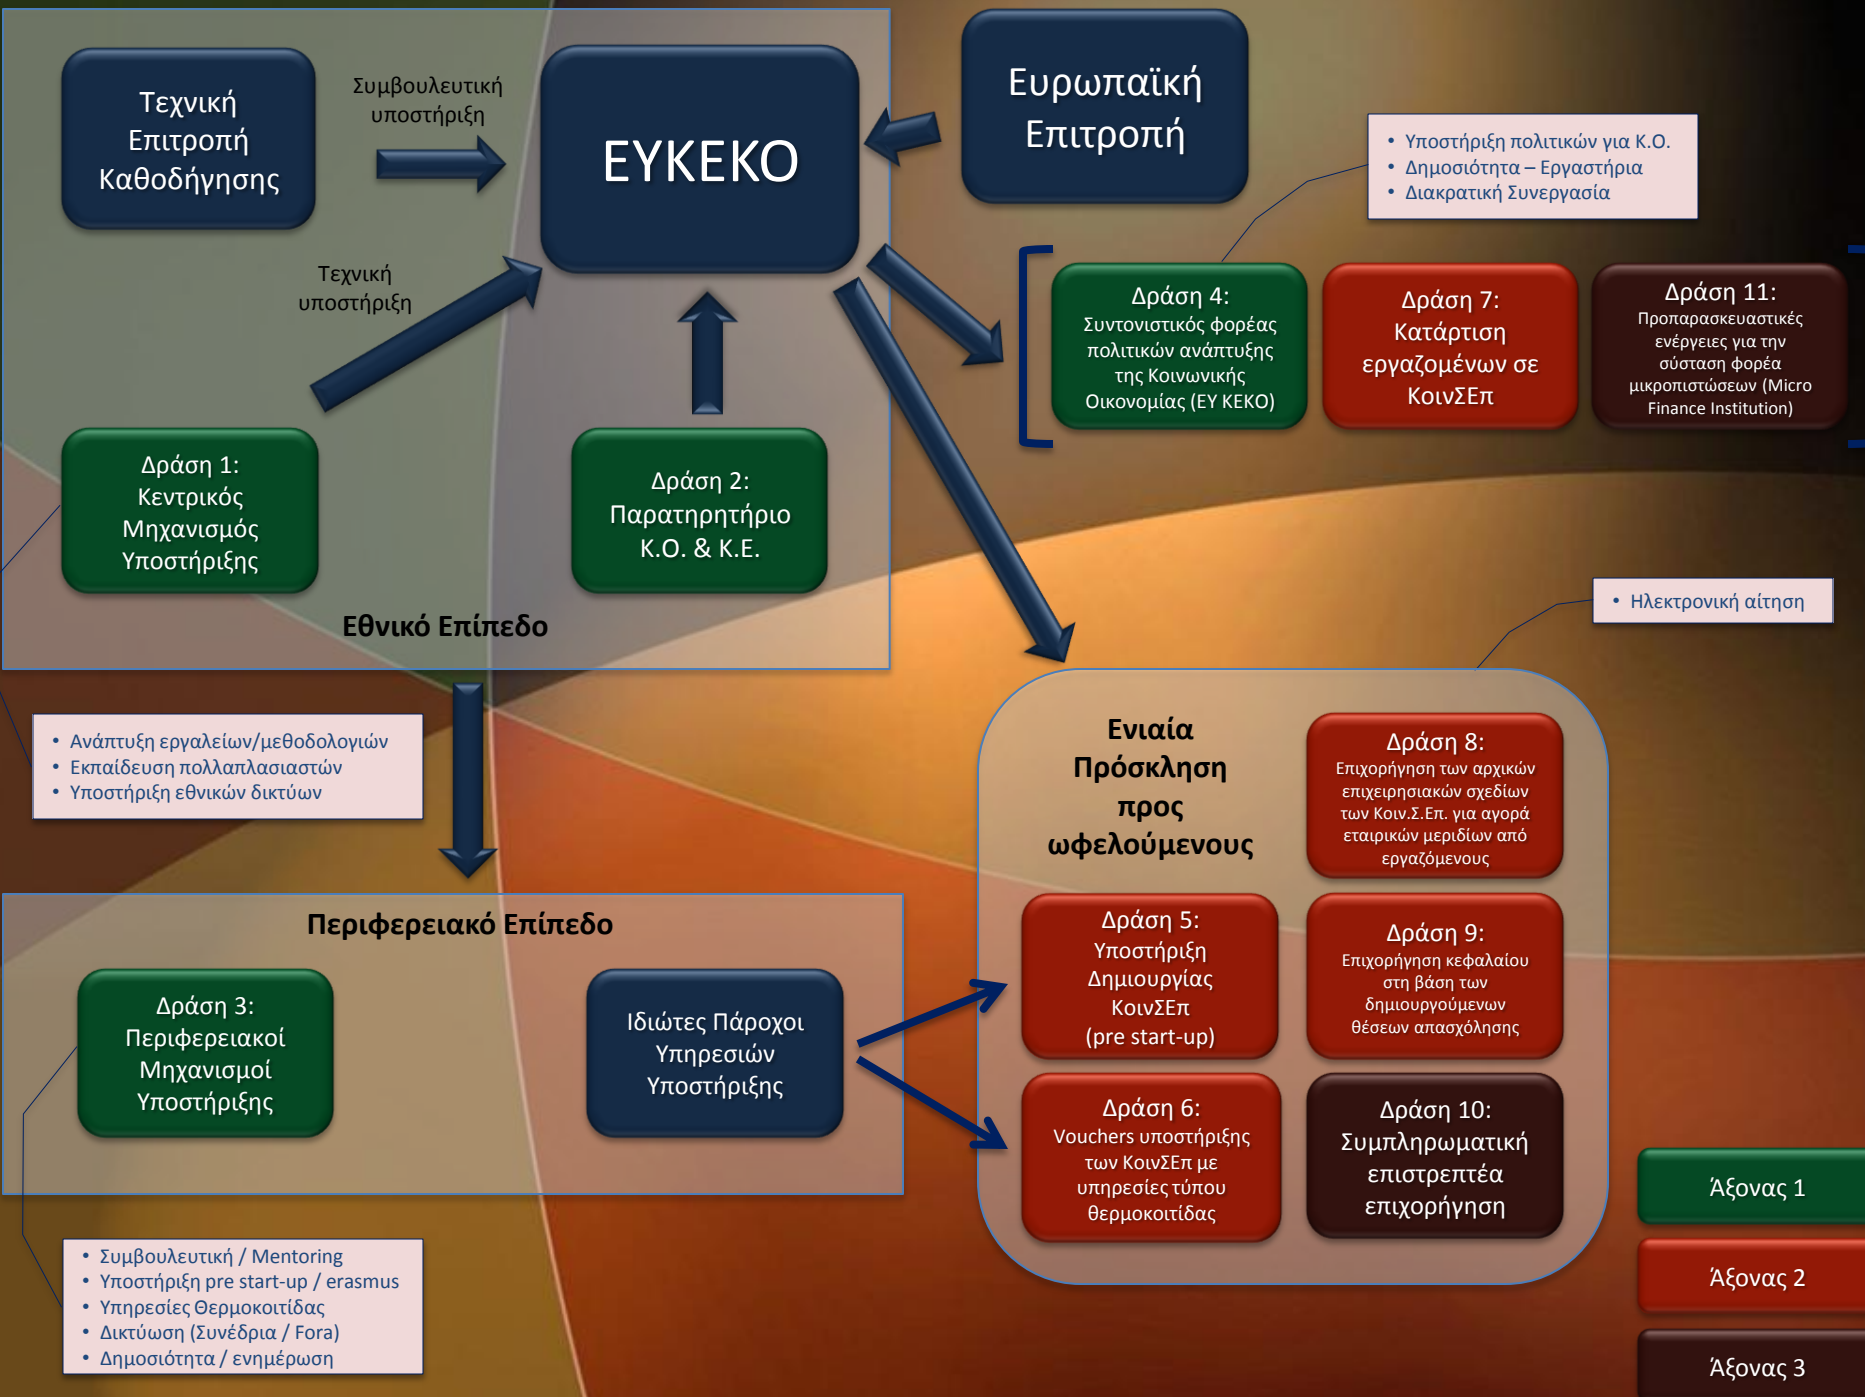 Τεχνική
Επιτροπή
Καθοδήγησης
Συμβουλευτική
υποστήριξη
ΕΥΚΕΚΟ
Ευρωπαϊκή
Επιτροπή
• Υποστήριξη πολιτικών για Κ.Ο.
• Δημοσιότητα – Εργαστήρια
• Διακρατική Συνεργασία
Τεχνική
υποστήριξη
Δράση 4:
Συντονιστικός φορέας
πολιτικών ανάπτυξης
της Κοινωνικής
Οικονομίας (ΕΥ ΚΕΚΟ)
Δράση 7:
Κατάρτιση
εργαζομένων σε
ΚοινΣΕπ
Δράση 11:
Προπαρασκευαστικές
ενέργειες για την
σύσταση φορέα
μικροπιστώσεων (Micro
Finance Institution)
Δράση 1:
Κεντρικός
Μηχανισμός
Υποστήριξης
Δράση 2:
Παρατηρητήριο
Κ.Ο. & Κ.Ε.
Εθνικό Επίπεδο
• Ηλεκτρονική αίτηση
• Ανάπτυξη εργαλείων/μεθοδολογιών
• Εκπαίδευση πολλαπλασιαστών
• Υποστήριξη εθνικών δικτύων
Ενιαία
Πρόσκληση
προς
ωφελούμενους
Δράση 8:
Επιχορήγηση των αρχικών
επιχειρησιακών σχεδίων
των Κοιν.Σ.Επ. για αγορά
εταιρικών μεριδίων από
εργαζόμενους
Περιφερειακό Επίπεδο
Δράση 3:
Περιφερειακοί
Μηχανισμοί
Υποστήριξης
Ιδιώτες Πάροχοι
Υπηρεσιών
Υποστήριξης
Δράση 5:
Υποστήριξη
Δημιουργίας
ΚοινΣΕπ
(pre start-up)
Δράση 9:
Επιχορήγηση κεφαλαίου
στη βάση των
δημιουργούμενων
θέσεων απασχόλησης
Δράση 6:
Vouchers υποστήριξης
των ΚοινΣΕπ με
υπηρεσίες τύπου
θερμοκοιτίδας
Δράση 10:
Συμπληρωματική
επιστρεπτέα
επιχορήγηση
• Συμβουλευτική / Mentoring
• Υποστήριξη pre start-up / erasmus
• Υπηρεσίες Θερμοκοιτίδας
• Δικτύωση (Συνέδρια / Fora)
• Δημοσιότητα / ενημέρωση
Άξονας 1
Άξονας 2
Άξονας 3